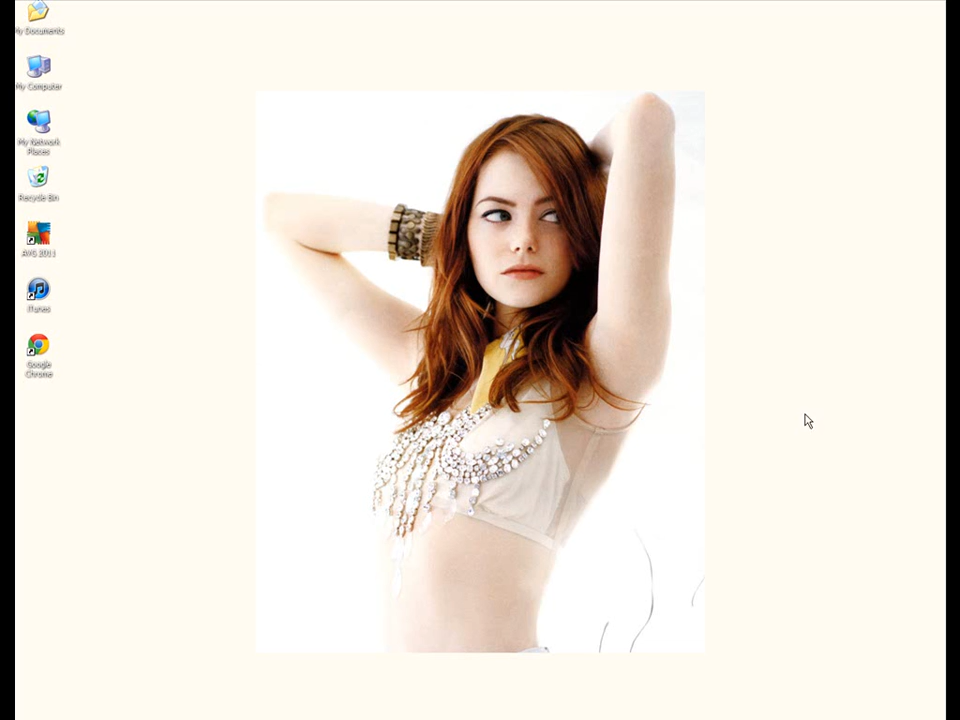 My Documents
My Computer
My Network
Places
Recycle Bin
AVG 2011
iTunes
Google
Chrome